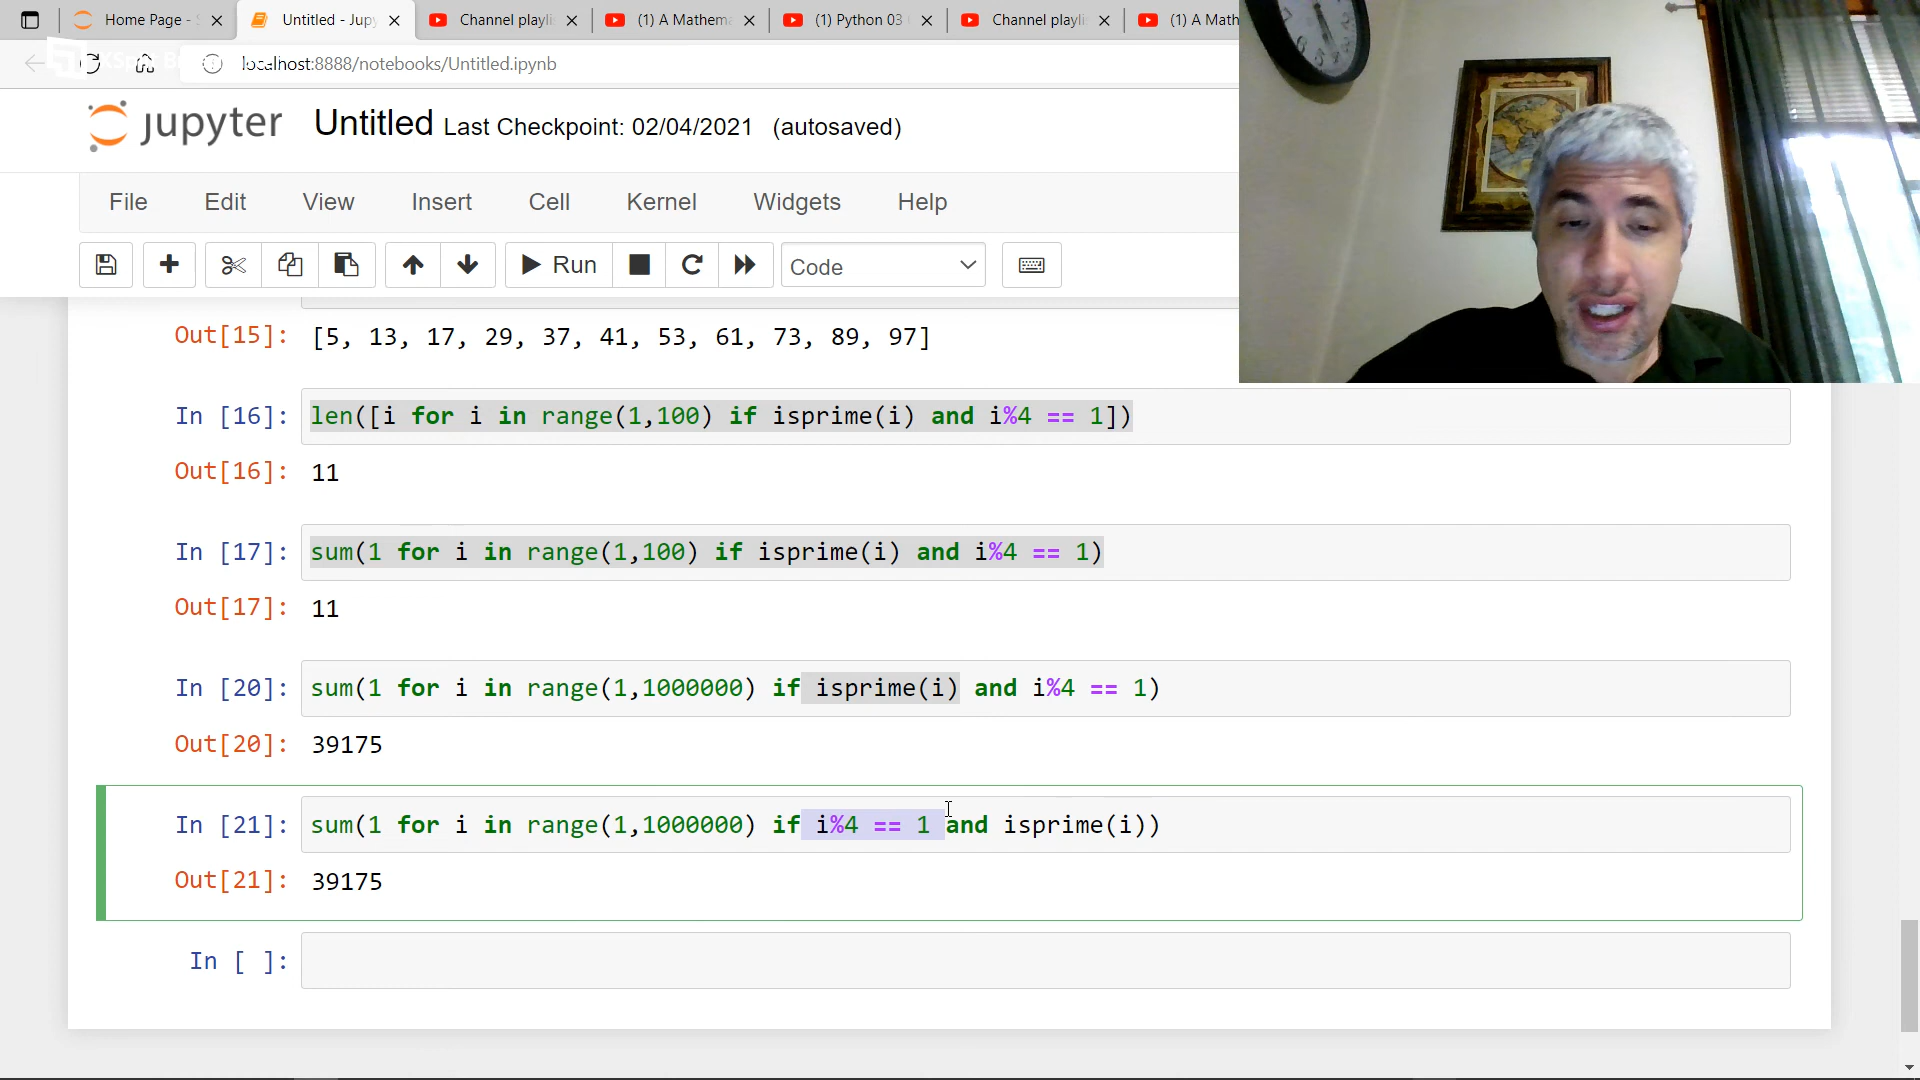 Home Page - S
Untitled - Jupy
Channel playli
(1) A Mathema
(1) Python 03
Channel playli
(1) A Math
localhost:8888/notebooks/Untitled.ipynb
jupyter Untitled Last Checkpoint: 02/04/2021 (autosaved)
File Edit View Insert Cell Kernel Widgets Help
Run Code
Out[15]: [5, 13, 17, 29, 37, 41, 53, 61, 73, 89, 97]
In [16]: len([i for i in range(1,100) if isprime(i) and i%4 == 1])
Out[16]: 11
In [17]: sum(1 for i in range(1,100) if isprime(i) and i%4 == 1)
Out[17]: 11
In [20]: sum(1 for i in range(1,1000000) if isprime(i) and i%4 == 1)
Out[20]: 39175
In [21]: sum(1 for i in range(1,1000000) if i%4 == 1 and isprime(i))
Out[21]: 39175
In [ ]: